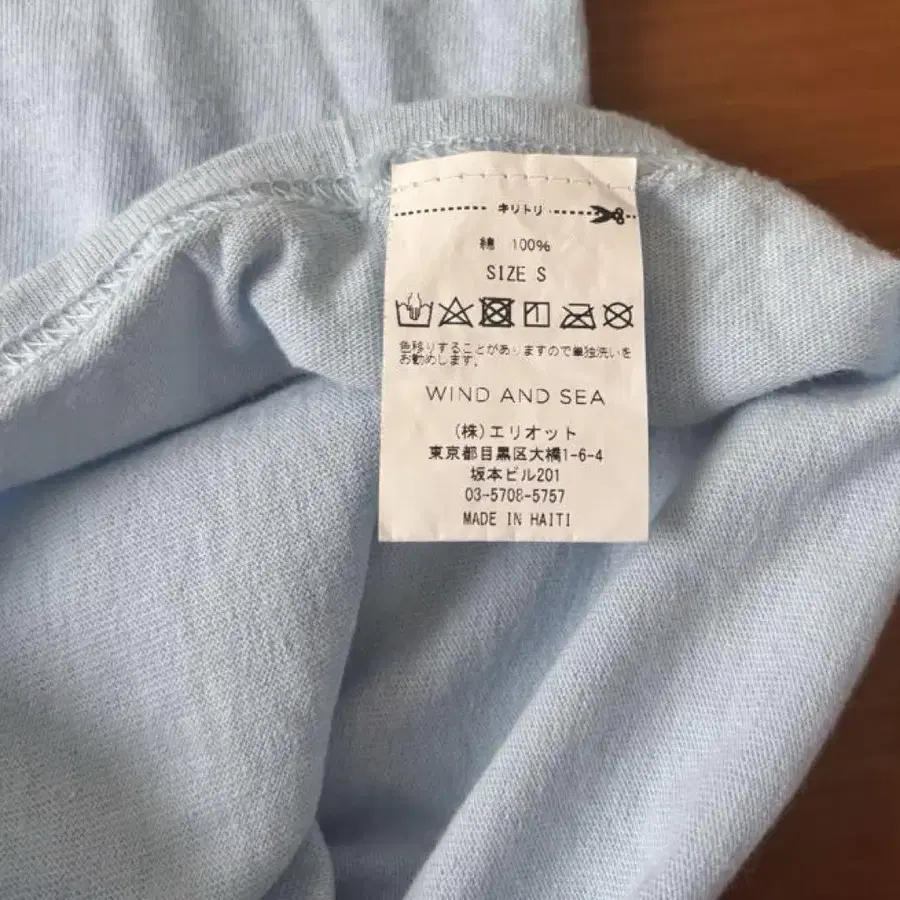 キリトリ
綿 100%
SIZE S
色移りすることがありますので単独洗いを
お勧めします。
WIND AND SEA
(株)エリオット
東京都目黒区大橋1-6-4
坂本ビル201
03-5708-5757
MADE IN HAITI